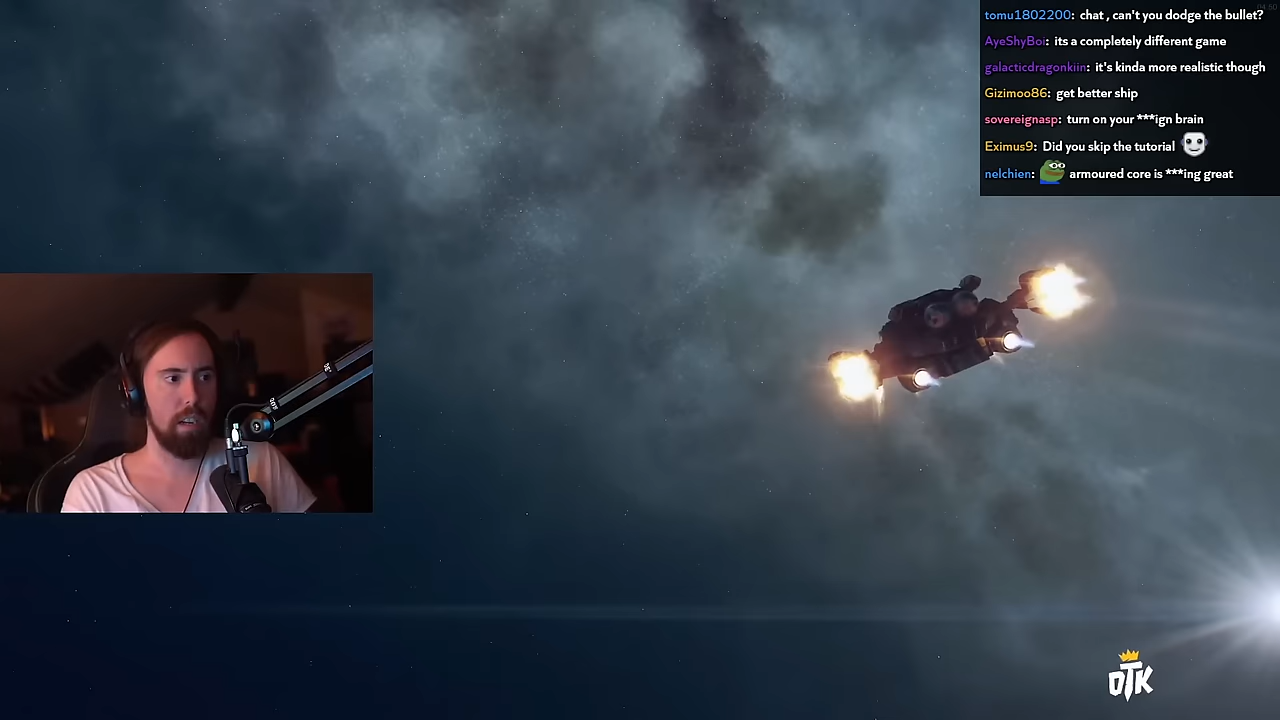 tomu1802200: chat , can't you dodge the bullet?
AyeShyBoi: its a completely different game
galacticdragonkiin: it's kinda more realistic though
Gizimoo86: get better ship
sovereignasp: turn on your ***ign brain
Eximus9: Did you skip the tutorial
nelchien: armoured core is ***ing great
DTK